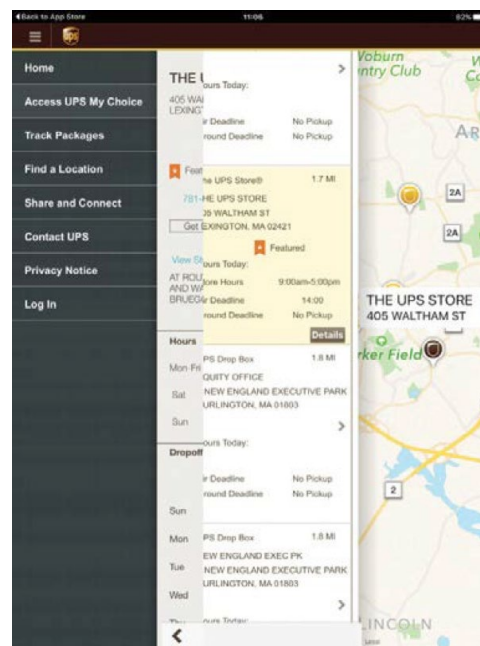 Back to App Store
11:06
82%
ups
Home
Access UPS My Choice
Track Packages
Find a Location
Share and Connect
Contact UPS
Privacy Notice
Log In
THE
405 WA
LEXING
Feat
781-
Get
View St
AT ROU
AND WA
BRUEG
Hours
Mon-Fri
Sat
Sun
Dropoff
Sun
Mon
Tue
Wed
ours Today:
ir Deadline No Pickup
round Deadline No Pickup
he UPS Store® 1.7 MI
HE UPS STORE
05 WALTHAM ST
EXINGTON, MA 02421
Featured
ours Today:
tore Hours 9:00am-5:00pm
ir Deadline 14:00
round Deadline No Pickup
Details
PS Drop Box 1.8 MI
QUITY OFFICE
NEW ENGLAND EXECUTIVE PARK
URLINGTON, MA 01803
ours Today:
ir Deadline No Pickup
round Deadline No Pickup
PS Drop Box 1.8 MI
EW ENGLAND EXEC PK
NEW ENGLAND EXECUTIVE PARK
URLINGTON, MA 01803
ours Today:
Woburn
ntry Club
AR
2A
2A
THE UPS STORE
405 WALTHAM ST
rker Field
2
LINCOLN
Legal